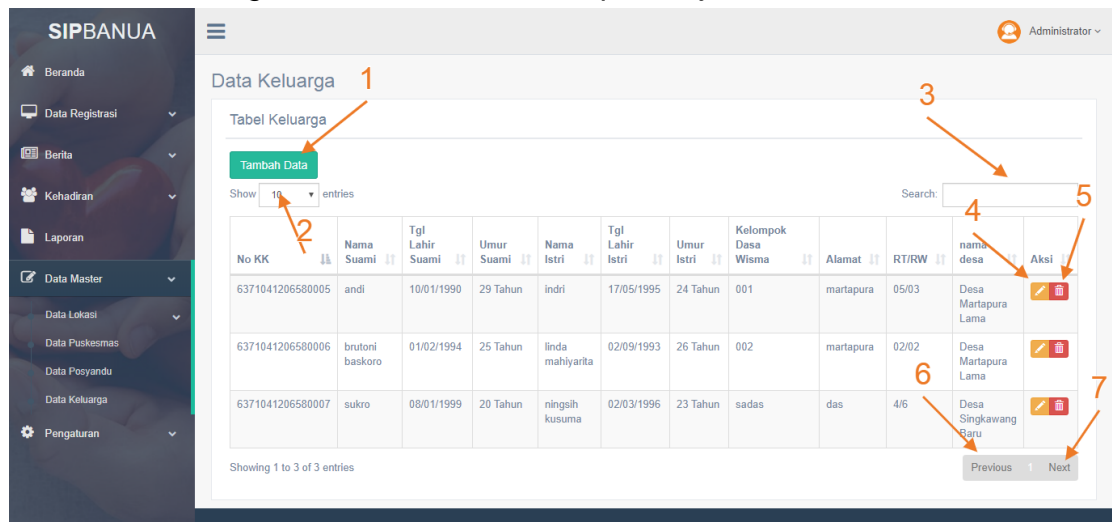 SIPBANUA
Administrator
Beranda
Data Registrasi
Berita
Kehadiran
Laporan
Data Master
Data Lokasi
Data Puskesmas
Data Posyandu
Data Keluarga
Pengaturan
Data Keluarga
1
3
Tabel Keluarga
Tambah Data
Show 10 entries
Search:
2
4
5
No KK Nama Suami Tgl Lahir Suami Umur Suami Nama Istri Tgl Lahir Istri Umur Istri Kelompok Dasa Wisma Alamat RT/RW nama desa Aksi
6371041206580005 andi 10/01/1990 29 Tahun indri 17/05/1995 24 Tahun 001 martapura 05/03 Desa Martapura Lama
6371041206580006 brutoni baskoro 01/02/1994 25 Tahun linda mahiyarita 02/09/1993 26 Tahun 002 martapura 02/02 Desa Martapura Lama
6
7
6371041206580007 sukro 08/01/1999 20 Tahun ningsih kusuma 02/03/1996 23 Tahun sadas das 4/6 Desa Singkawang Baru
Showing 1 to 3 of 3 entries
Previous 1 Next